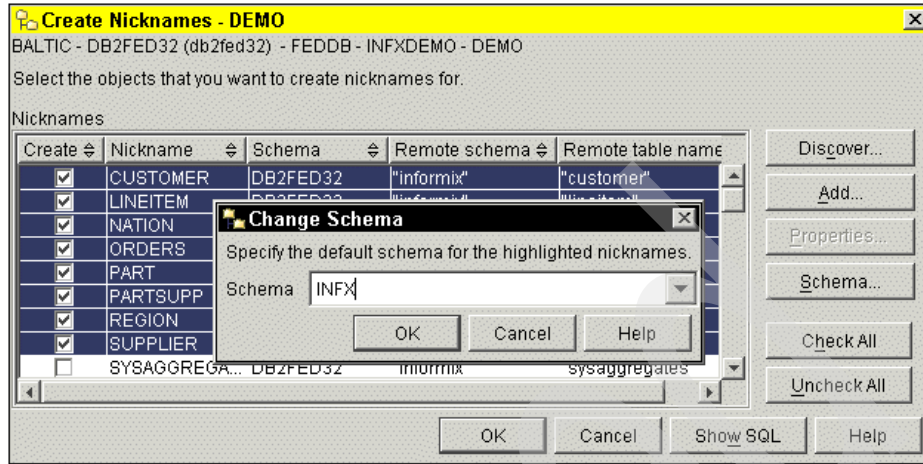 Create Nicknames - DEMO
BALTIC - DB2FED32 (db2fed32) - FEDDB - INFXDEMO - DEMO
Select the objects that you want to create nicknames for.
Nicknames
Create Nickname Schema Remote schema Remote table name
CUSTOMER DB2FED32 "informix" "customer"
LINEITEM
NATION
ORDERS
PART
PARTSUPP
REGION
SUPPLIER
SYSAGGREGA... DB2FED32 informix sysaggregates
Change Schema
Specify the default schema for the highlighted nicknames.
Schema INFX
OK Cancel Help
Discover...
Add...
Properties...
Schema...
Check All
Uncheck All
OK Cancel Show SQL Help